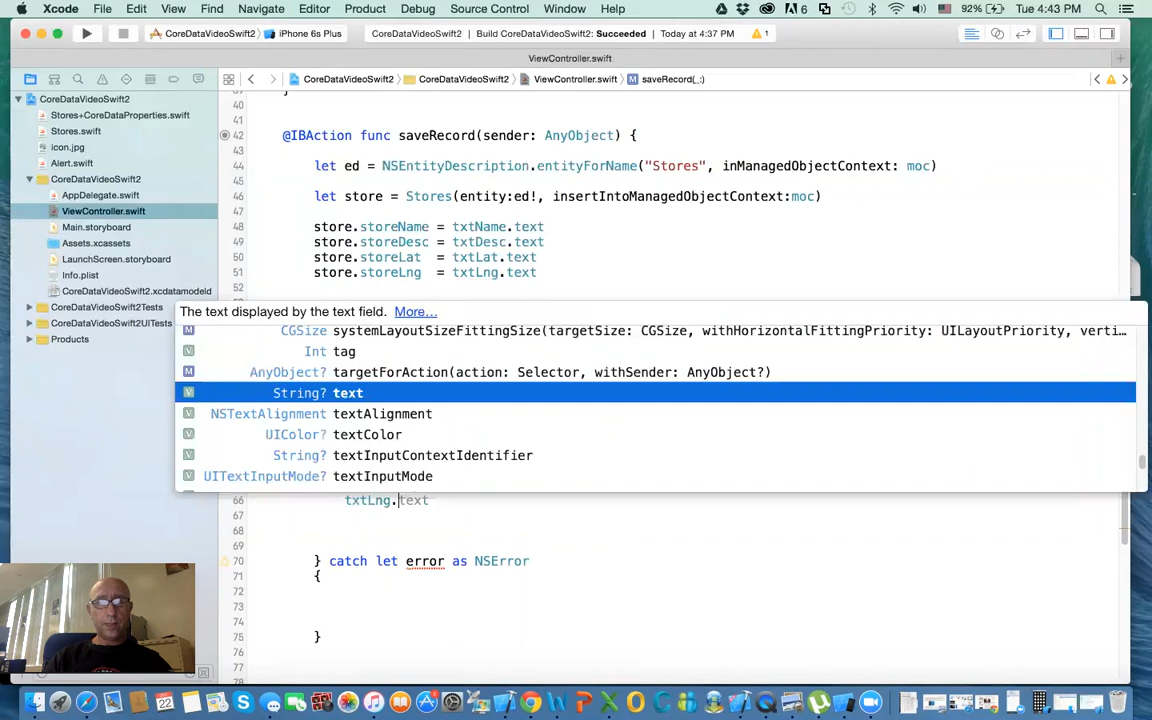 Xcode File Edit View Find Navigate Editor Product Debug Source Control Window Help 6 92% Tue 4:43 PM
CoreDataVideoSwift2 iPhone 6s Plus CoreDataVideoSwift2 | Build CoreDataVideoSwift2: Succeeded | Today at 4:37 PM 1
ViewController.swift
CoreDataVideoSwift2 CoreDataVideoSwift2 ViewController.swift M saveRecord(_:)
CoreDataVideoSwift2
Stores+CoreDataProperties.swift
Stores.swift
icon.jpg
Alert.swift
CoreDataVideoSwift2
AppDelegate.swift
ViewController.swift
Main.storyboard
Assets.xcassets
LaunchScreen.storyboard
Info.plist
CoreDataVideoSwift2.xcdatamodeld
CoreDataVideoSwift2Tests
CoreDataVideoSwift2UITests
Products
39 }
40
41
42 @IBAction func saveRecord(sender: AnyObject) {
43
44 let ed = NSEntityDescription.entityForName("Stores", inManagedObjectContext: moc)
45
46 let store = Stores(entity:ed!, insertIntoManagedObjectContext:moc)
47
48 store.storeName = txtName.text
49 store.storeDesc = txtDesc.text
50 store.storeLat = txtLat.text
51 store.storeLng = txtLng.text
52
The text displayed by the text field. More...
M CGSize systemLayoutSizeFittingSize(targetSize: CGSize, withHorizontalFittingPriority: UILayoutPriority, verti...
V Int tag
M AnyObject? targetForAction(action: Selector, withSender: AnyObject?)
V String? text
V NSTextAlignment textAlignment
V UIColor? textColor
V String? textInputContextIdentifier
V UITextInputMode? textInputMode
66 txtLng.text
67
68
69
70 } catch let error as NSError
71 {
72
73
74
75 }
76
77
78